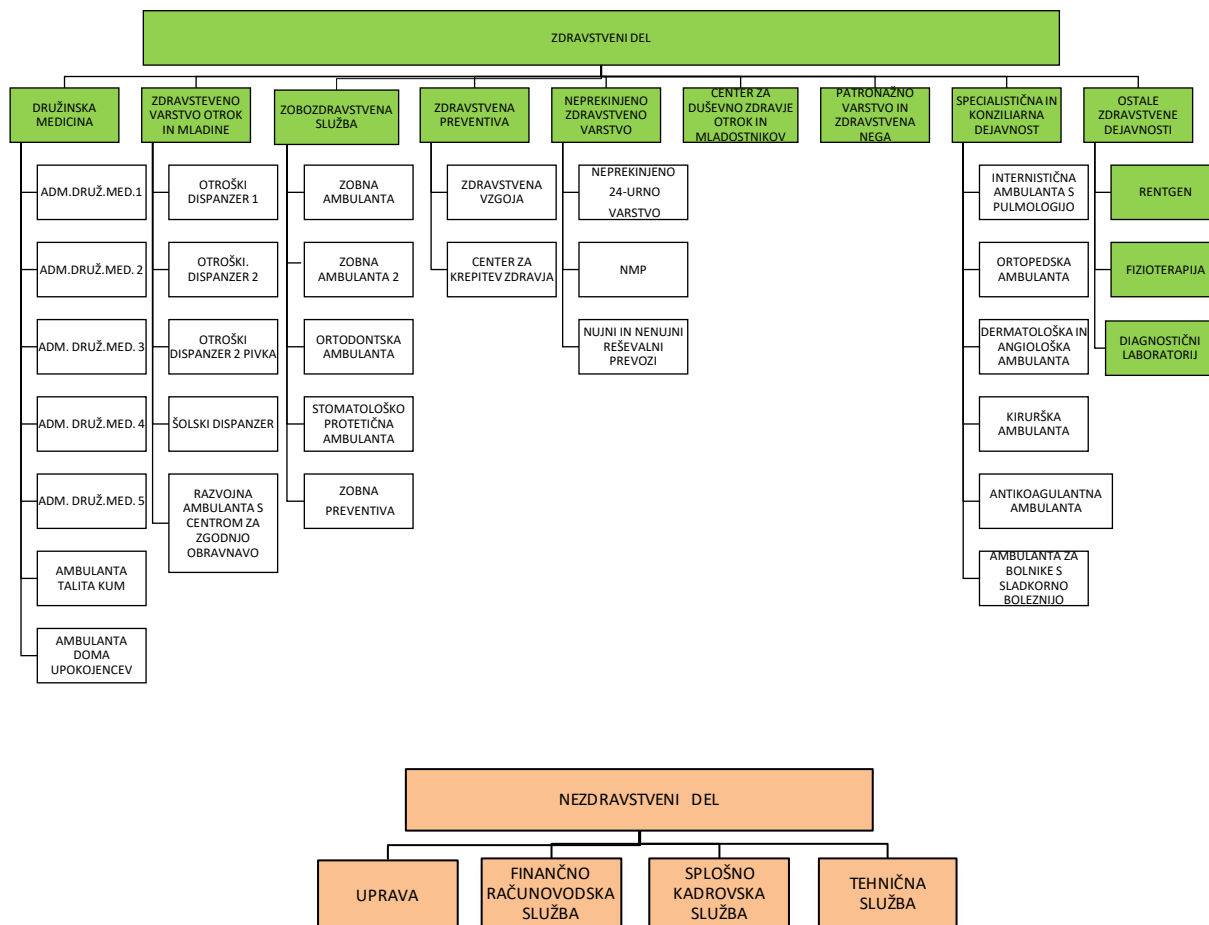 ZDRAVSTVENI DEL
DRUŽINSKA
MEDICINA
ZDRAVSTEVENO
VARSTVO OTROK
IN MLADINE
ZOBOZDRAVSTVENA
SLUŽBA
ZDRAVSTVENA
PREVENTIVA
NEPREKINJENO
ZDRAVSTVENO
VARSTVO
CENTER ZA
DUŠEVNO ZDRAVJE
OTROK IN
MLADOSTNIKOV
PATRONAŽNO
VARSTVO IN
ZDRAVSTVENA
NEGA
SPECIALISTIČNA IN
KONZILIARNA
DEJAVNOST
OSTALE
ZDRAVSTVENE
DEJAVNOSTI
ADM.DRUŽ.MED.1
ADM.DRUŽ.MED. 2
ADM. DRUŽ.MED. 3
ADM. DRUŽ.MED. 4
ADM. DRUŽ.MED. 5
AMBULANTA
TALITA KUM
AMBULANTA
DOMA
UPOKOJENCEV
OTROŠKI
DISPANZER 1
OTROŠKI.
DISPANZER 2
OTROŠKI
DISPANZER 2 PIVKA
ŠOLSKI DISPANZER
RAZVOJNA
AMBULANTA S
CENTROM ZA
ZGODNJO
OBRAVNAVO
ZOBNA
AMBULANTA
ZOBNA
AMBULANTA 2
ORTODONTSKA
AMBULANTA
STOMATOLOŠKO
PROTETIČNA
AMBULANTA
ZOBNA
PREVENTIVA
ZDRAVSTVENA
VZGOJA
CENTER ZA
KREPITEV ZDRAVJA
NEPREKINJENO
24-URNO
VARSTVO
NMP
NUJNI IN NENUJNI
REŠEVALNI
PREVOZI
INTERNISTIČNA
AMBULANTA S
PULMOLOGIJO
ORTOPEDSKA
AMBULANTA
DERMATOLOŠKA IN
ANGIOLOŠKA
AMBULANTA
KIRURŠKA
AMBULANTA
ANTIKOAGULANTNA
AMBULANTA
AMBULANTA ZA
BOLNIKE S
SLADKORNO
BOLEZNIJO
RENTGEN
FIZIOTERAPIJA
DIAGNOSTIČNI
LABORATORIJ
NEZDRAVSTVENI DEL
UPRAVA
FINANČNO
RAČUNOVODSKA
SLUŽBA
SPLOŠNO
KADROVSKA
SLUŽBA
TEHNIČNA
SLUŽBA